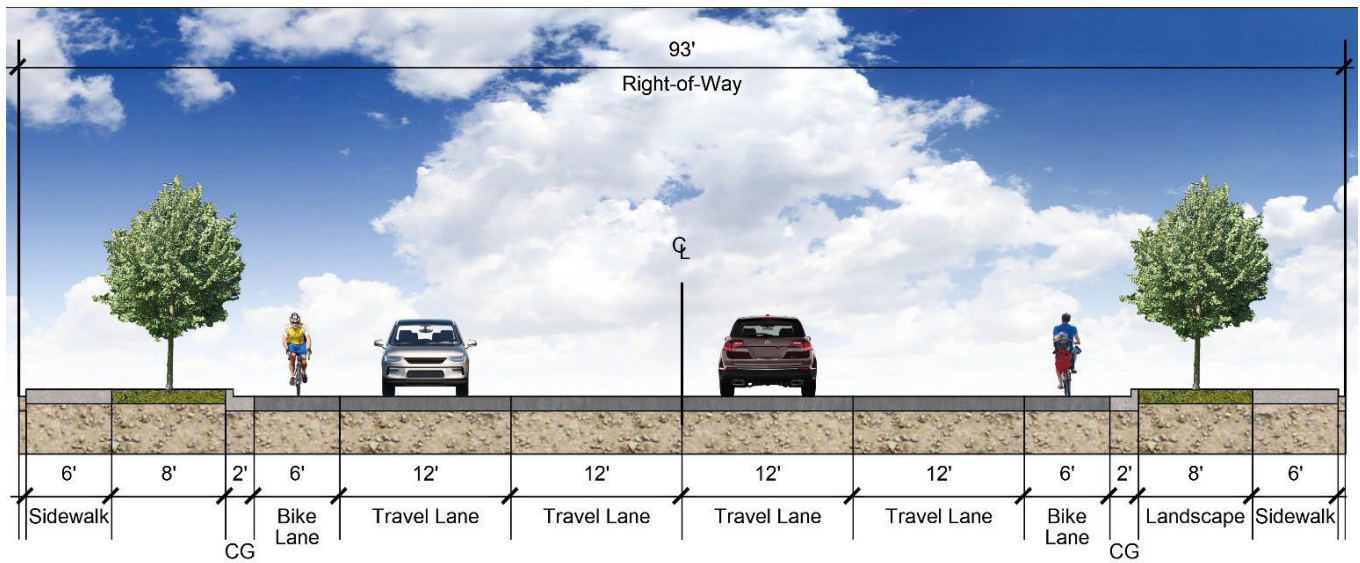 93'
Right-of-Way
℄
6' 8' 2' 6' 12' 12' 12' 12' 6' 2' 8' 6'
Sidewalk Bike Travel Lane Travel Lane Travel Lane Travel Lane Bike Landscape Sidewalk
Lane Lane
CG CG